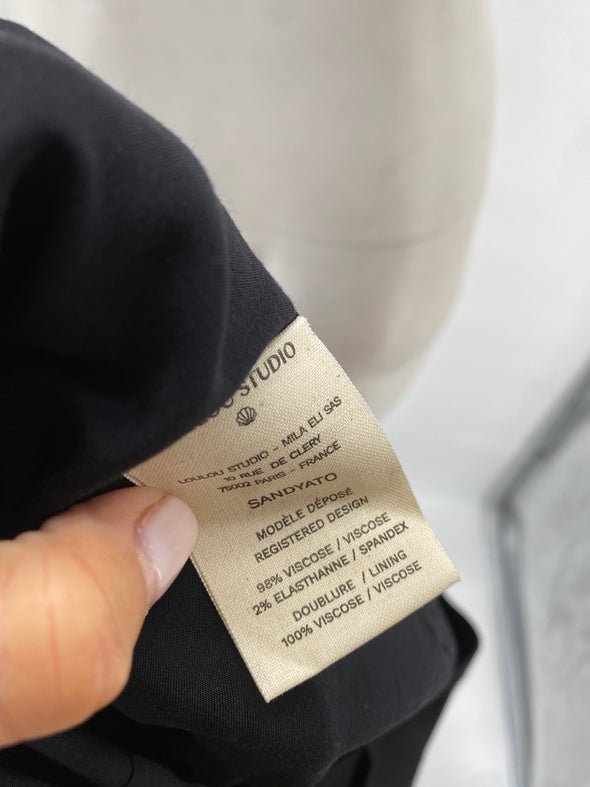 LOULOU STUDIO
LOULOU STUDIO - MILA ELI SAS
10 RUE DE CLERY
75002 PARIS - FRANCE
SANDYATO
MODÈLE DÉPOSÉ
REGISTERED DESIGN
98% VISCOSE / VISCOSE
2% ELASTHANNE / SPANDEX
DOUBLURE / LINING
100% VISCOSE / VISCOSE